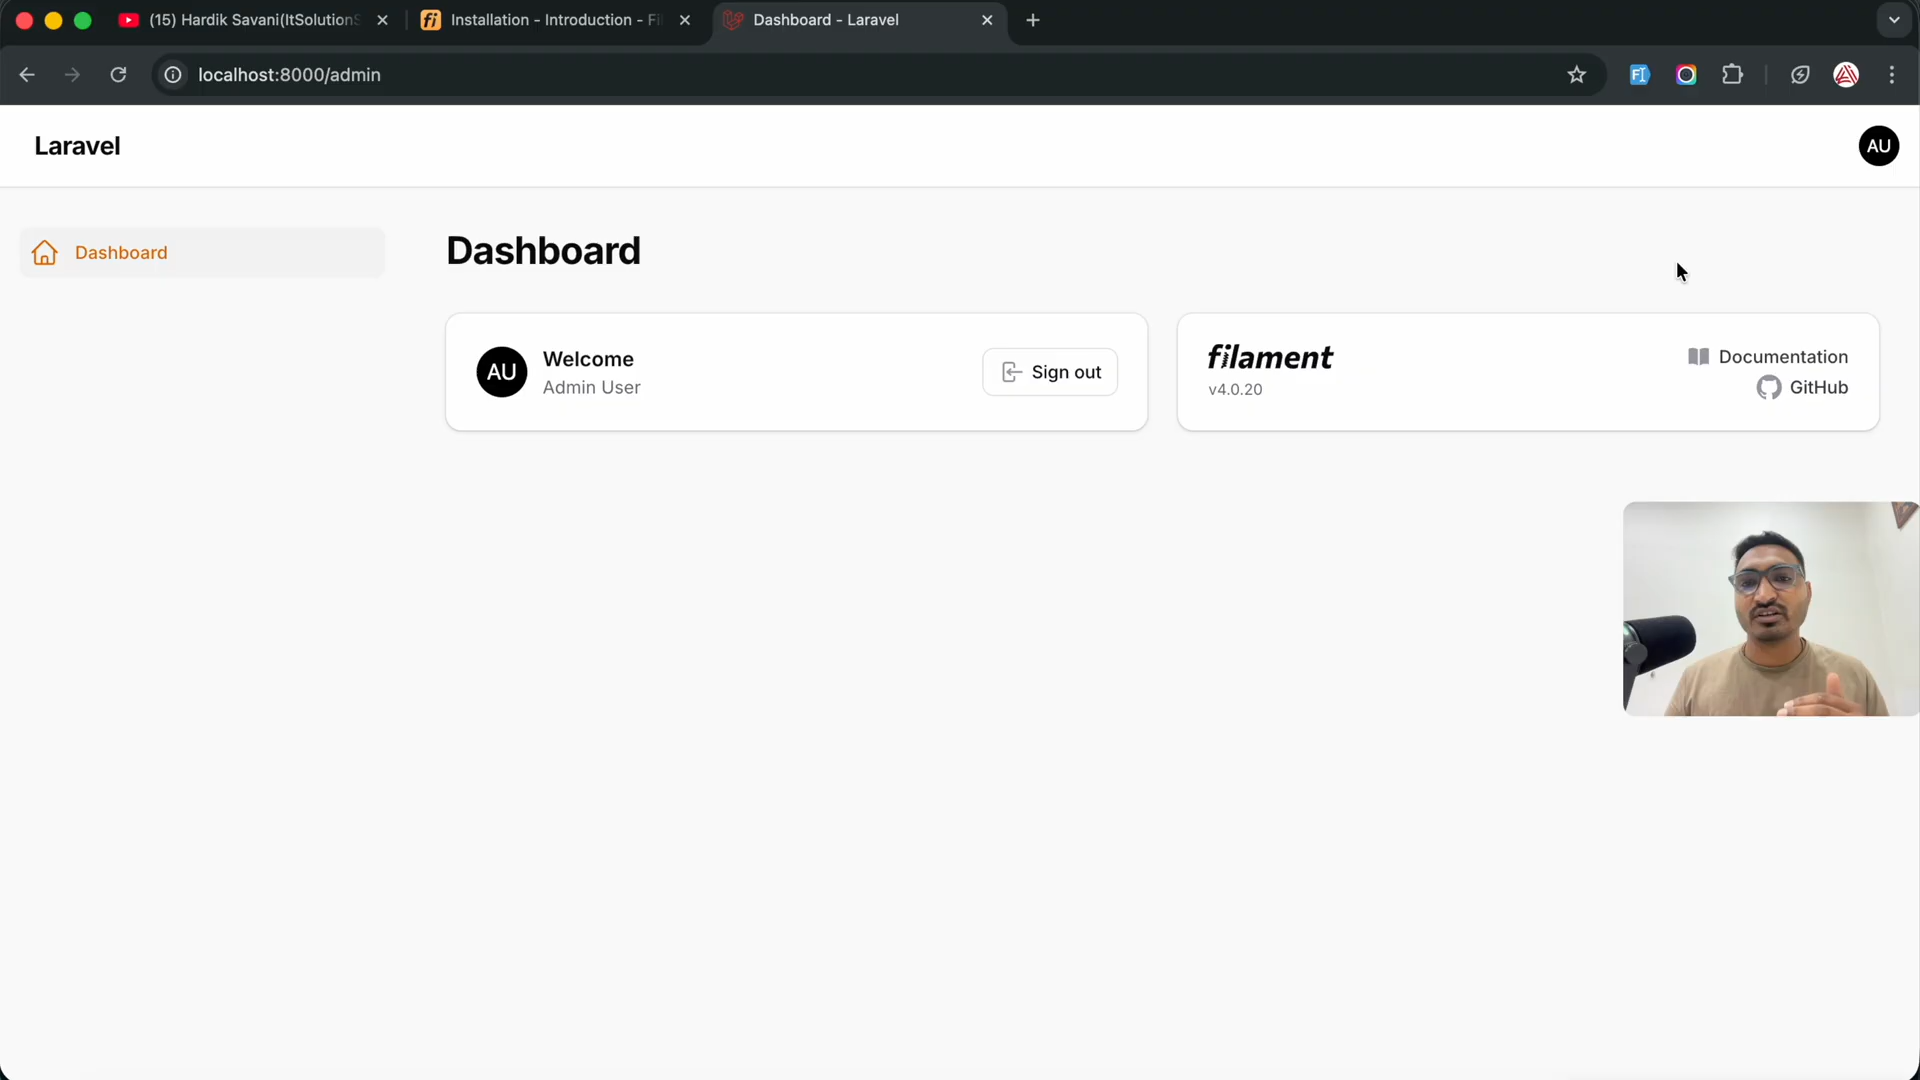 (15) Hardik Savani(ItSolutionS
Installation - Introduction - Fi
Dashboard - Laravel
localhost:8000/admin
Laravel
AU
Dashboard
Dashboard
AU
Welcome
Admin User
Sign out
filament
v4.0.20
Documentation
GitHub